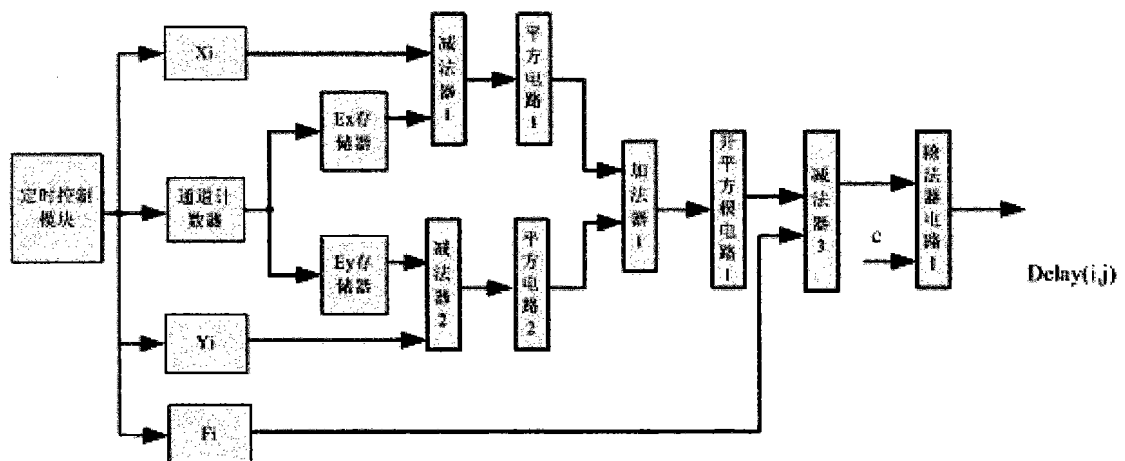 Xi
减法器1
平方电路1
Ex存
储器
定时控制
模块
通道计
数器
加法器1
开平方根电路1
减法器3
除法器电路1
c
Ey存
储器
减法器2
平方电路2
Delay(i,j)
Yi
Fi